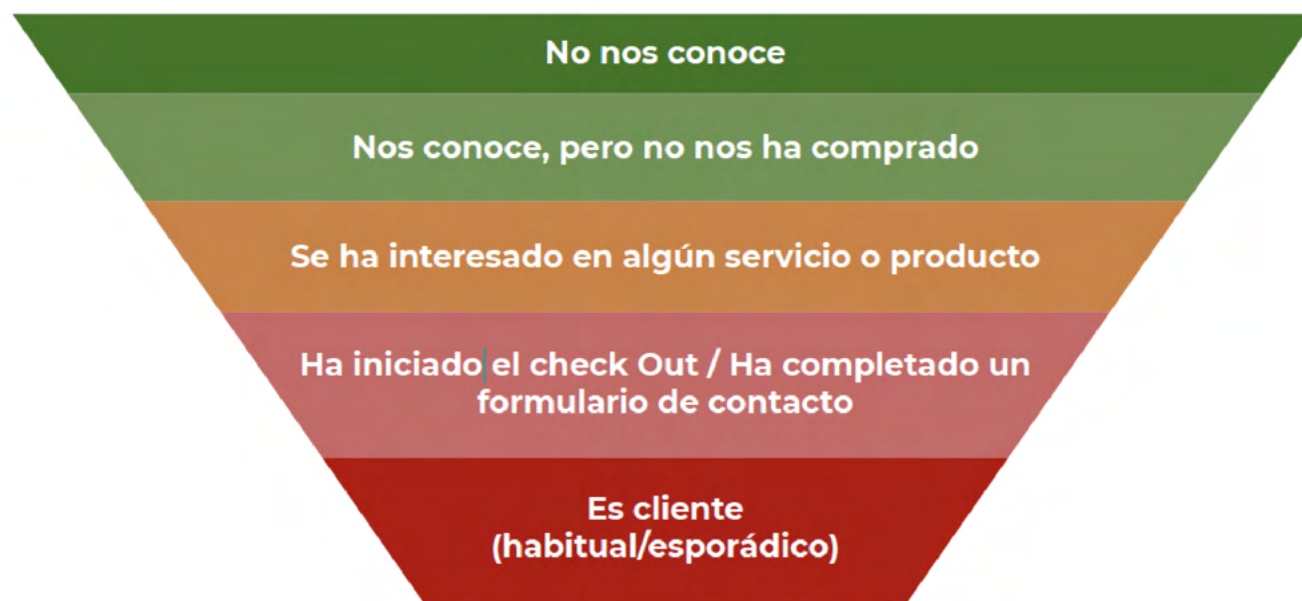 No nos conoce
Nos conoce, pero no nos ha comprado
Se ha interesado en algún servicio o producto
Ha iniciado el check Out / Ha completado un
formulario de contacto
Es cliente
(habitual/esporádico)